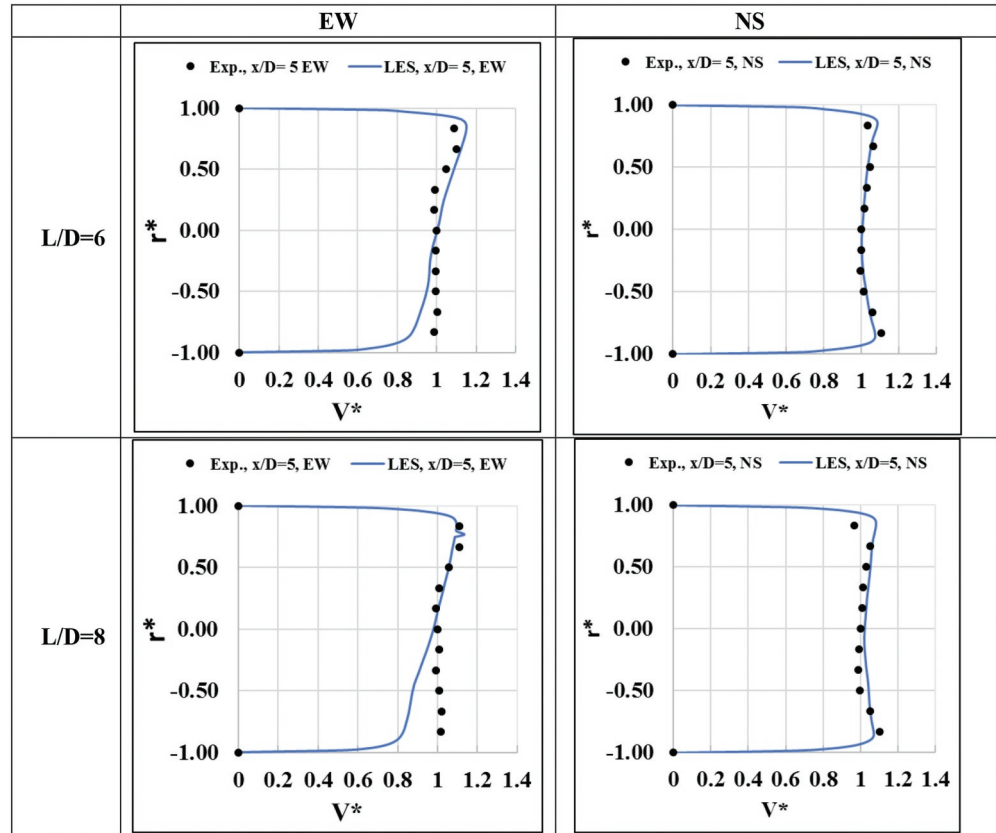 EW NS
Exp., x/D= 5 EW LES, x/D= 5, EW
Exp., x/D= 5, NS LES, x/D= 5, NS
L/D=6
r*
1.00
0.50
0.00
-0.50
-1.00
0 0.2 0.4 0.6 0.8 1 1.2 1.4
V*
r*
1.00
0.50
0.00
-0.50
-1.00
0 0.2 0.4 0.6 0.8 1 1.2 1.4
V*
Exp., x/D=5, EW LES, x/D=5, EW
Exp., x/D=5, NS LES, x/D=5, NS
L/D=8
r*
1.00
0.50
0.00
-0.50
-1.00
0 0.2 0.4 0.6 0.8 1 1.2 1.4
V*
r*
1.00
0.50
0.00
-0.50
-1.00
0 0.2 0.4 0.6 0.8 1 1.2 1.4
V*